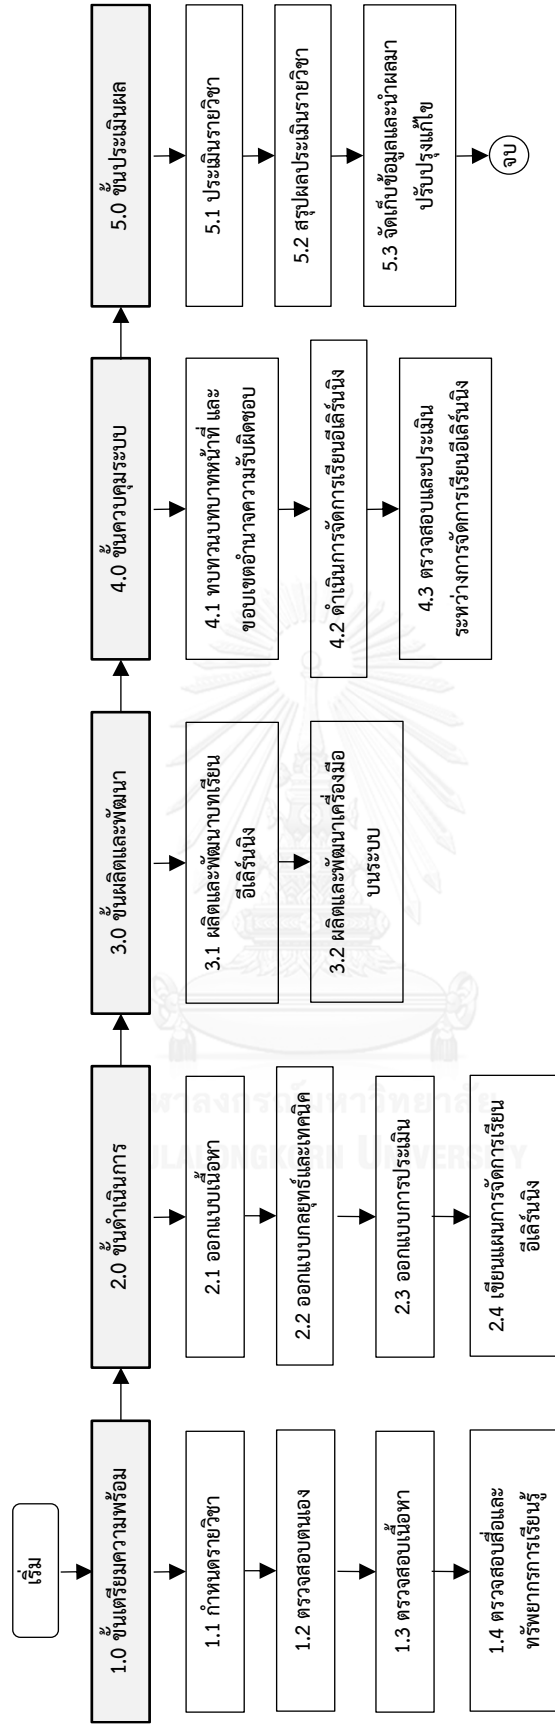 เริ่ม
1.0 ขั้นเตรียมความพร้อม
1.1 กำหนดรายวิชา
1.2 ตรวจสอบตนเอง
1.3 ตรวจสอบเนื้อหา
1.4 ตรวจสอบสื่อและ
ทรัพยากรการเรียนรู้
2.0 ขั้นดำเนินการ
2.1 ออกแบบเนื้อหา
2.2 ออกแบบกลยุทธ์และเทคนิค
2.3 ออกแบบการประเมิน
2.4 เขียนแผนการจัดการเรียน
อีเลิร์นนิง
3.0 ขั้นผลิตและพัฒนา
3.1 ผลิตและพัฒนาบทเรียน
อีเลิร์นนิง
3.2 ผลิตและพัฒนาเครื่องมือ
บนระบบ
4.0 ขั้นควบคุมระบบ
4.1 ทบทวนบทบาทหน้าที่ และ
ขอบเขตอำนาจความรับผิดชอบ
4.2 ดำเนินการจัดการเรียนอีเลิร์นนิง
4.3 ตรวจสอบและประเมิน
ระหว่างการจัดการเรียนอีเลิร์นนิง
5.0 ขั้นประเมินผล
5.1 ประเมินรายวิชา
5.2 สรุปผลประเมินรายวิชา
5.3 จัดเก็บข้อมูลและนำผลมา
ปรับปรุงแก้ไข
จบ
ฬาลงกรณ์มหาวิทยาลัย
ULALONGKORN UNIVERSITY